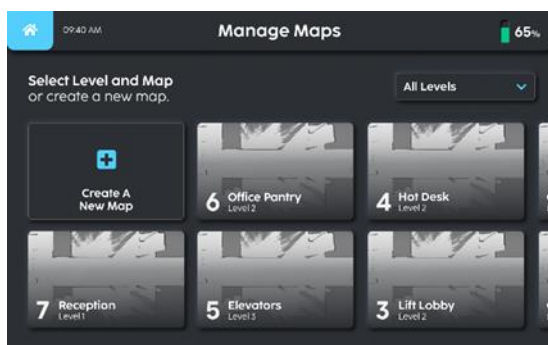 09:40 AM
Manage Maps
65%
Select Level and Map
or create a new map.
All Levels
Create A
New Map
6 Office Pantry
Level 2
4 Hot Desk
Level 2
7 Reception
Level 1
5 Elevators
Level 3
3 Lift Lobby
Level 2